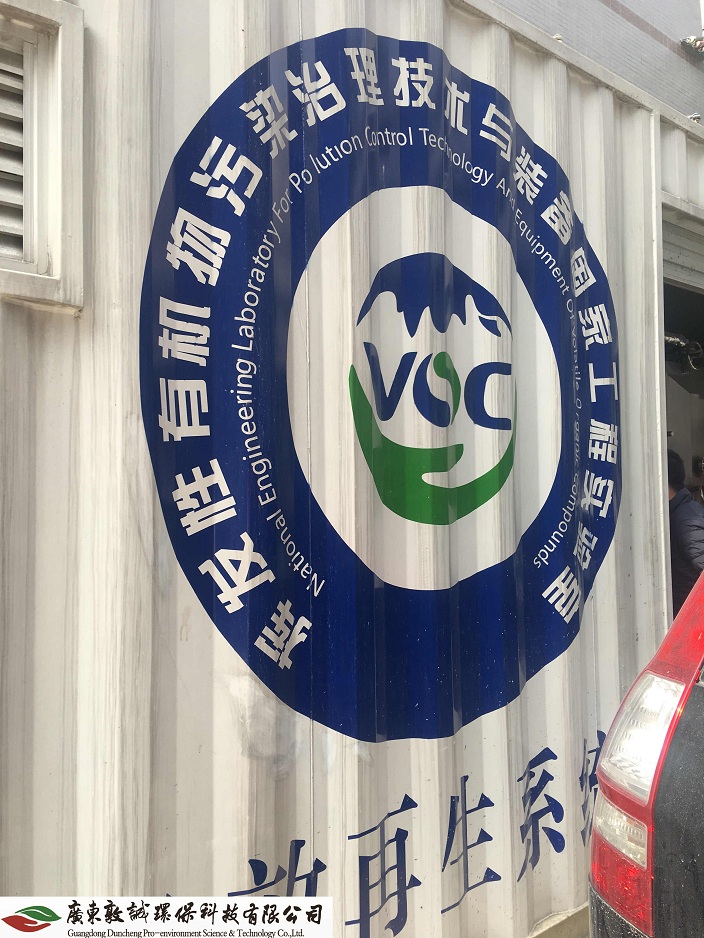 挥发性有机物污染治理技术与装备国家工程实验室
National Engineering Laboratory For Pollution Control Technology And Equipment Of Volatile Organic Compounds
VOC
再生系统
廣東敦誠環保科技有限公司
Guangdong Duncheng Pro-environment Science & Technology Co.,Ltd.